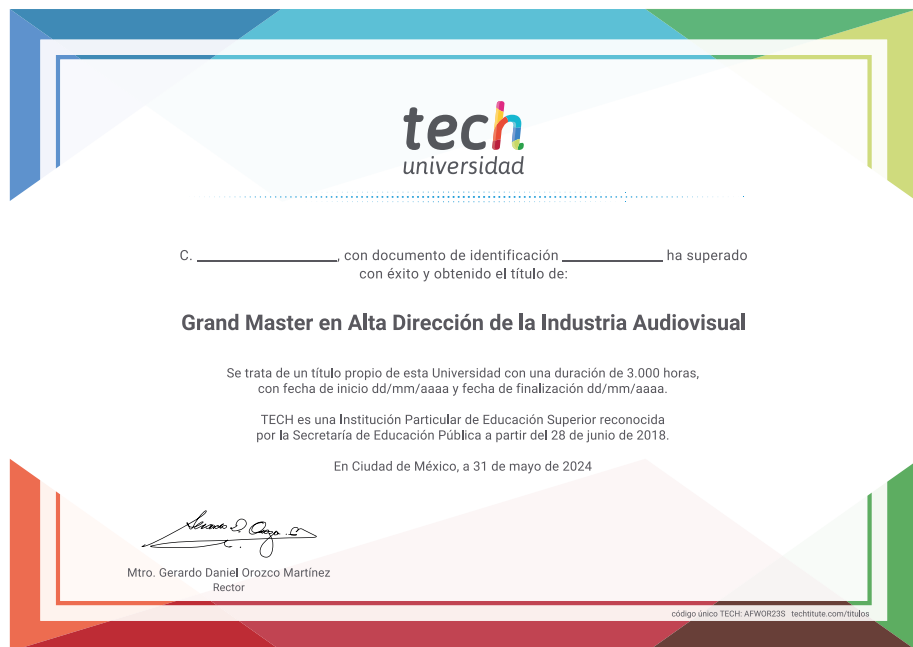 tech
universidad
C. ________________, con documento de identificación ____________ ha superado
con éxito y obtenido el título de:
Grand Master en Alta Dirección de la Industria Audiovisual
Se trata de un título propio de esta Universidad con una duración de 3.000 horas,
con fecha de inicio dd/mm/aaaa y fecha de finalización dd/mm/aaaa.
TECH es una Institución Particular de Educación Superior reconocida
por la Secretaría de Educación Pública a partir del 28 de junio de 2018.
En Ciudad de México, a 31 de mayo de 2024
Mtro. Gerardo Daniel Orozco Martínez
Rector
código único TECH: AFWOR23S techtitute.com/titulos